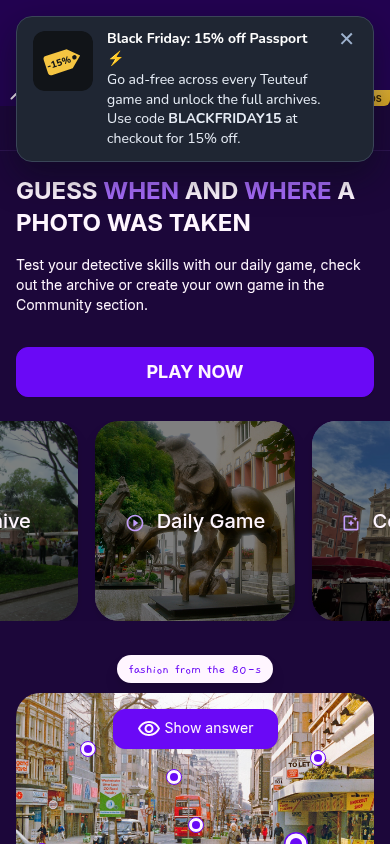 -15%
Black Friday: 15% off Passport
⚡
Go ad-free across every Teuteuf
game and unlock the full archives.
Use code BLACKFRIDAY15 at
checkout for 15% off.
GUESS WHEN AND WHERE A
PHOTO WAS TAKEN
Test your detective skills with our daily game, check
out the archive or create your own game in the
Community section.
PLAY NOW
Daily Game
fashion from the 80-s
Show answer
TO LET